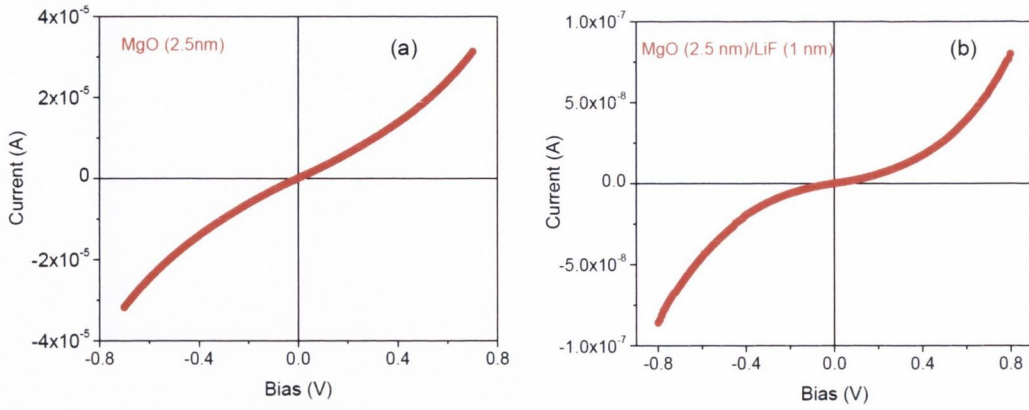 4x10⁻⁵
MgO (2.5nm)
(a)
2x10⁻⁵
0
-2x10⁻⁵
-4x10⁻⁵
-0.8 -0.4 0.0 0.4 0.8
Bias (V)
Current (A)
1.0x10⁻⁷
MgO (2.5 nm)/LiF (1 nm)
(b)
5.0x10⁻⁸
0.0
-5.0x10⁻⁸
-1.0x10⁻⁷
-0.8 -0.4 0.0 0.4 0.8
Bias (V)
Current (A)